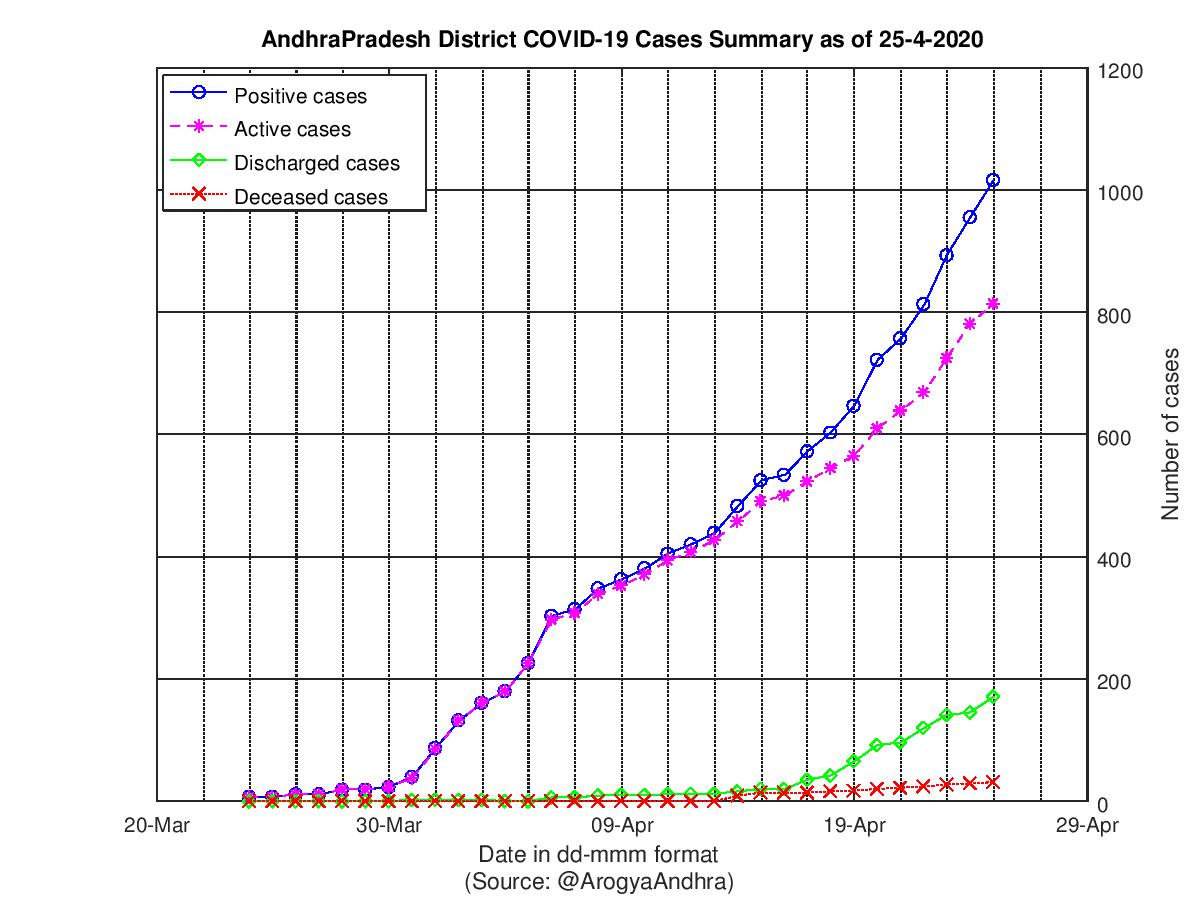 AndhraPradesh District COVID-19 Cases Summary as of 25-4-2020
Positive cases
Active cases
Discharged cases
Deceased cases
1200
1000
800
600
400
200
0
Number of cases
20-Mar
30-Mar
09-Apr
19-Apr
29-Apr
Date in dd-mmm format
(Source: @ArogyaAndhra)